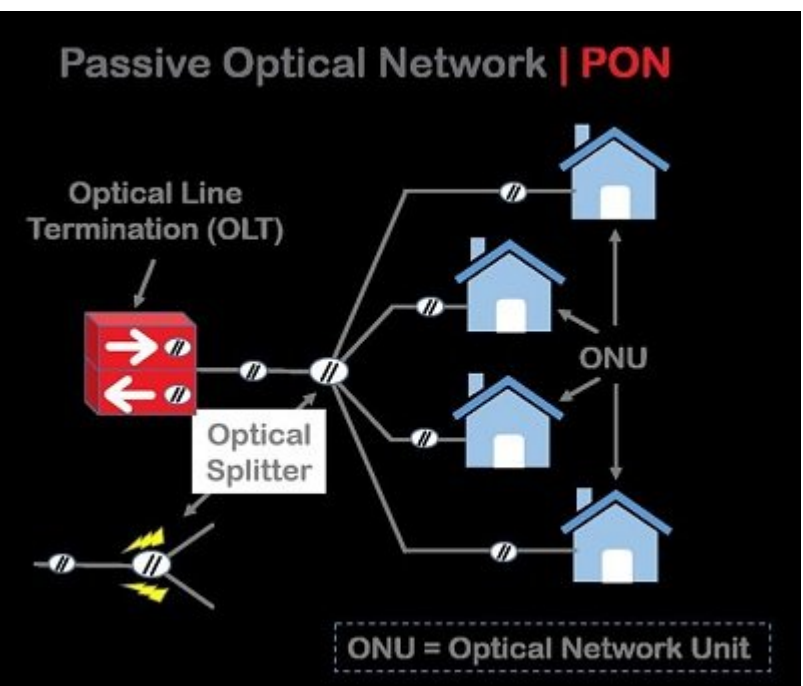 Passive Optical Network | PON
Optical Line
Termination (OLT)
ONU
Optical
Splitter
ONU = Optical Network Unit